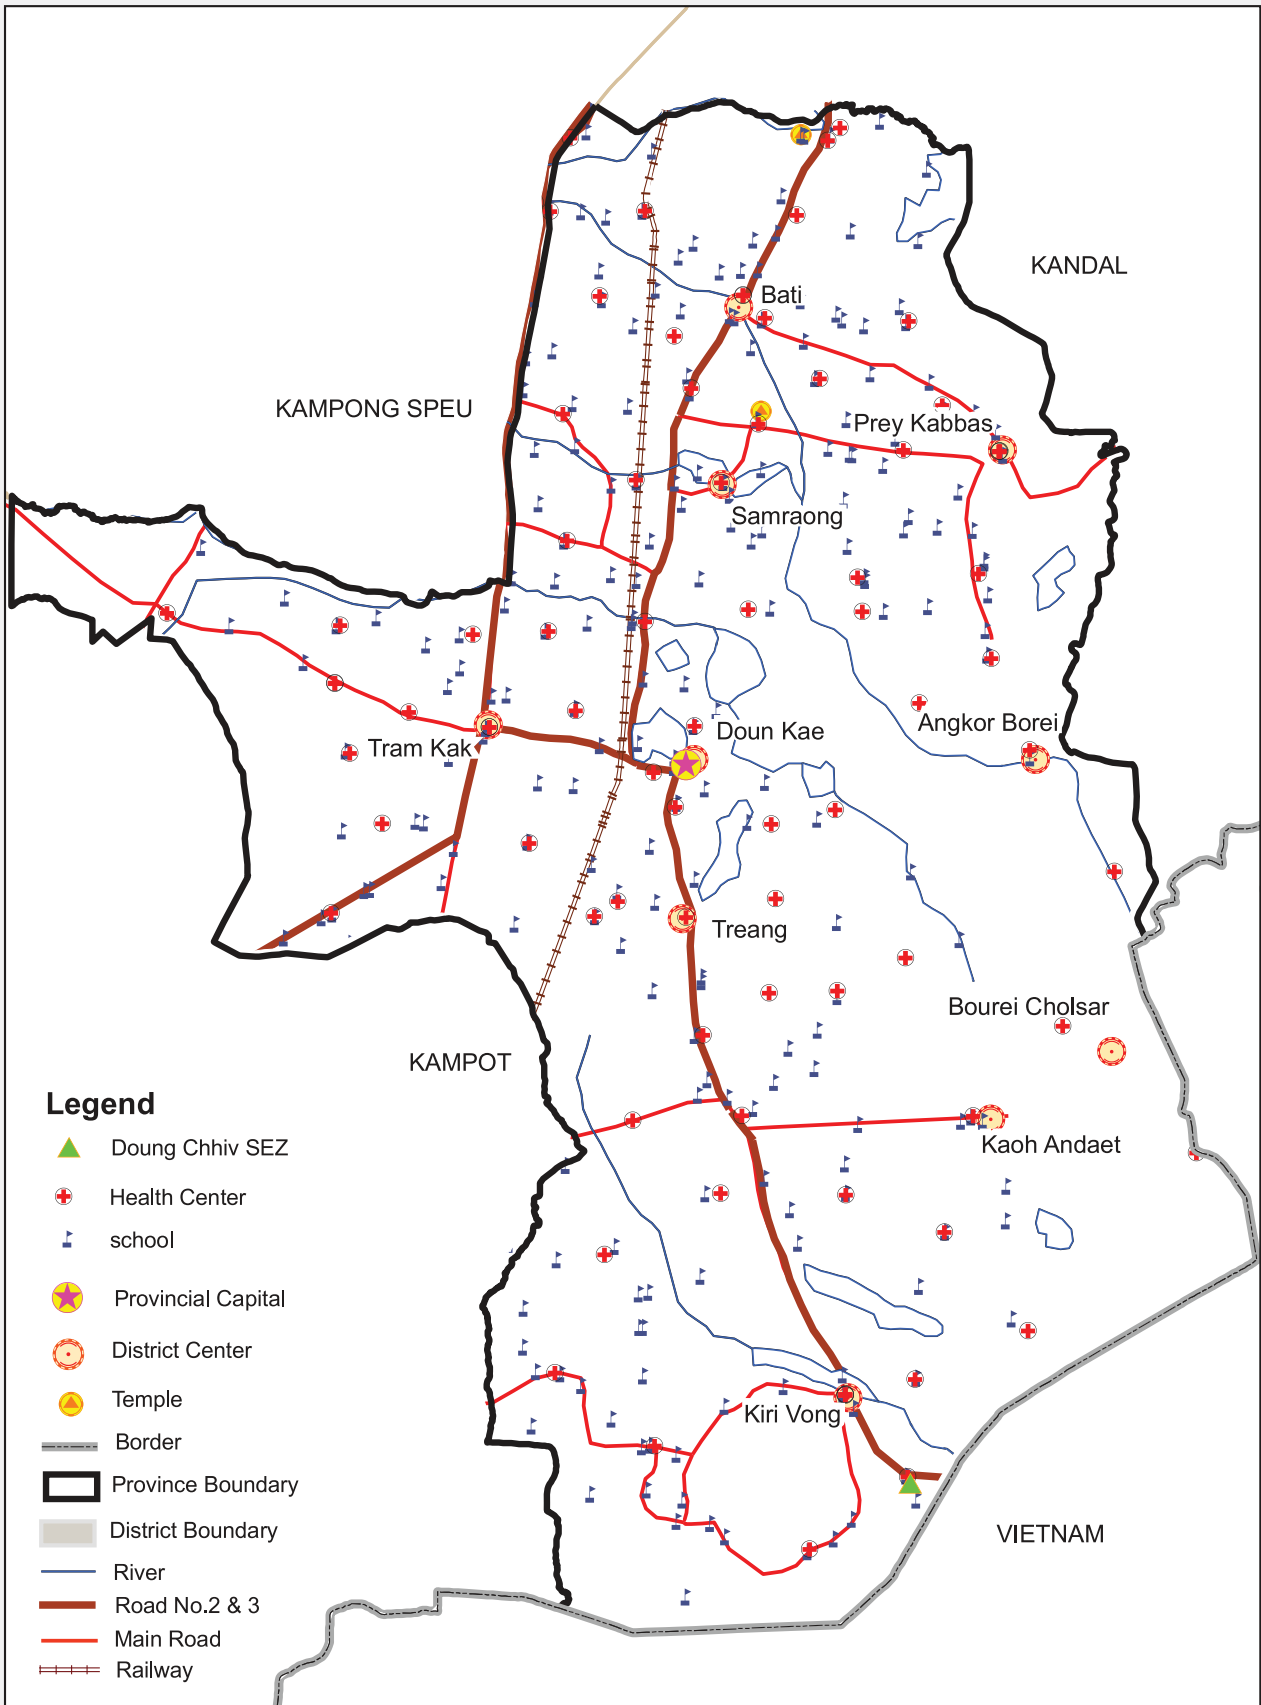 KANDAL
Bati
KAMPONG SPEU
Prey Kabbas
Samraong
Angkor Borei
Doun Kae
Tram Kak
Treang
Bourei Cholsar
KAMPOT
Kaoh Andaet
Kiri Vong
VIETNAM
Legend
Doung Chhiv SEZ
Health Center
school
Provincial Capital
District Center
Temple
Border
Province Boundary
District Boundary
River
Road No.2 & 3
Main Road
Railway